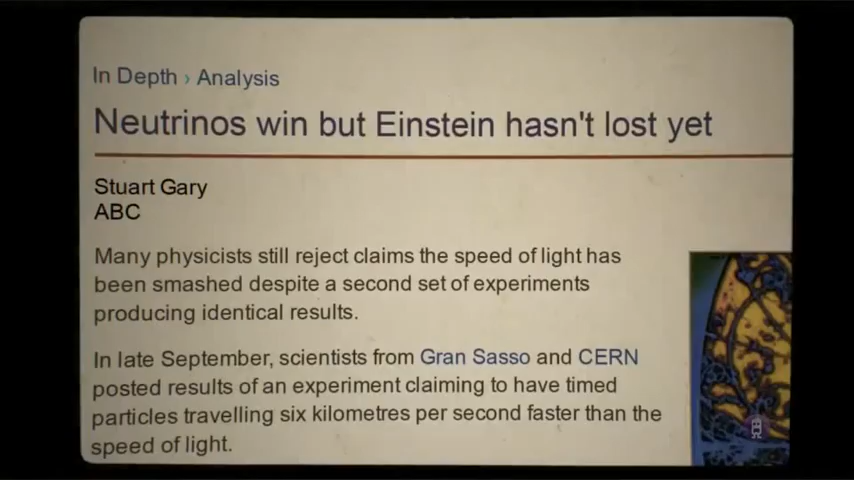 In Depth › Analysis
Neutrinos win but Einstein hasn't lost yet
Stuart Gary
ABC
Many physicists still reject claims the speed of light has
been smashed despite a second set of experiments
producing identical results.
In late September, scientists from Gran Sasso and CERN
posted results of an experiment claiming to have timed
particles travelling six kilometres per second faster than the
speed of light.